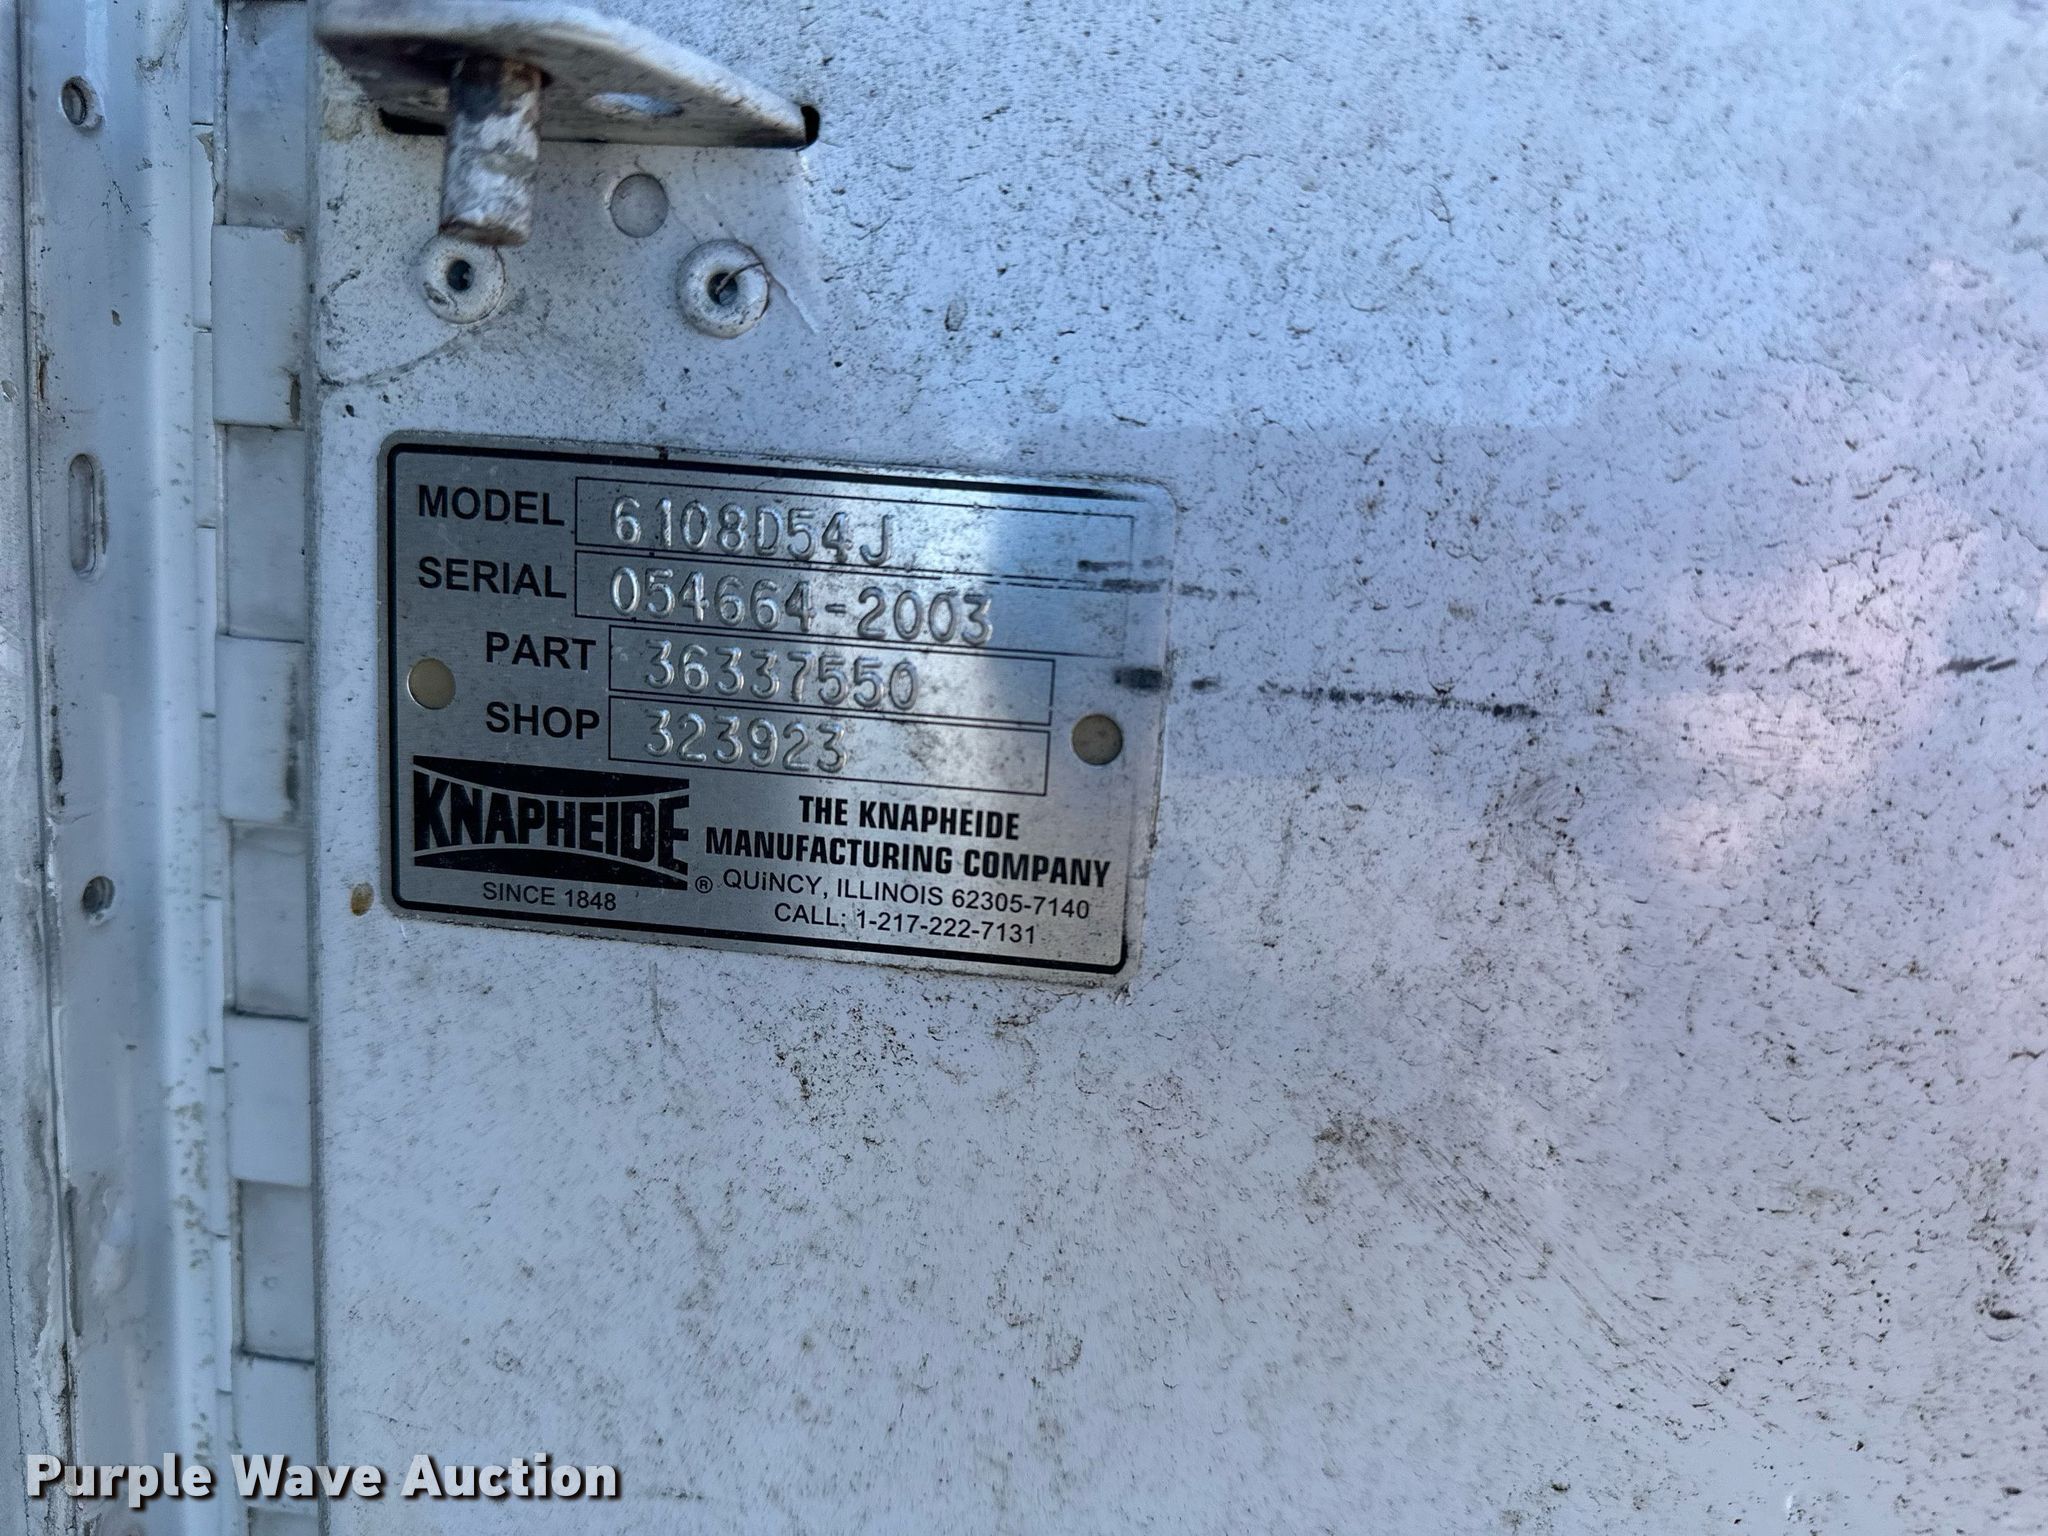 MODEL 6108D54J
SERIAL 054664-2003
PART 36337550
SHOP 323923
KNAPHEIDE
SINCE 1848
®
THE KNAPHEIDE
MANUFACTURING COMPANY
QUiNCY, ILLINOIS 62305-7140
CALL: 1-217-222-7131
Purple Wave Auction